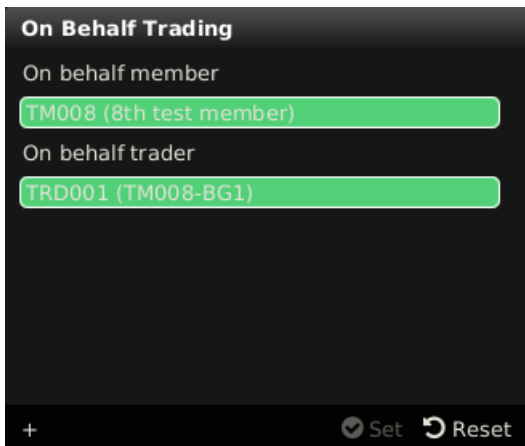 On Behalf Trading
On behalf member
TM008 (8th test member)
On behalf trader
TRD001 (TM008-BG1)
+ Set Reset